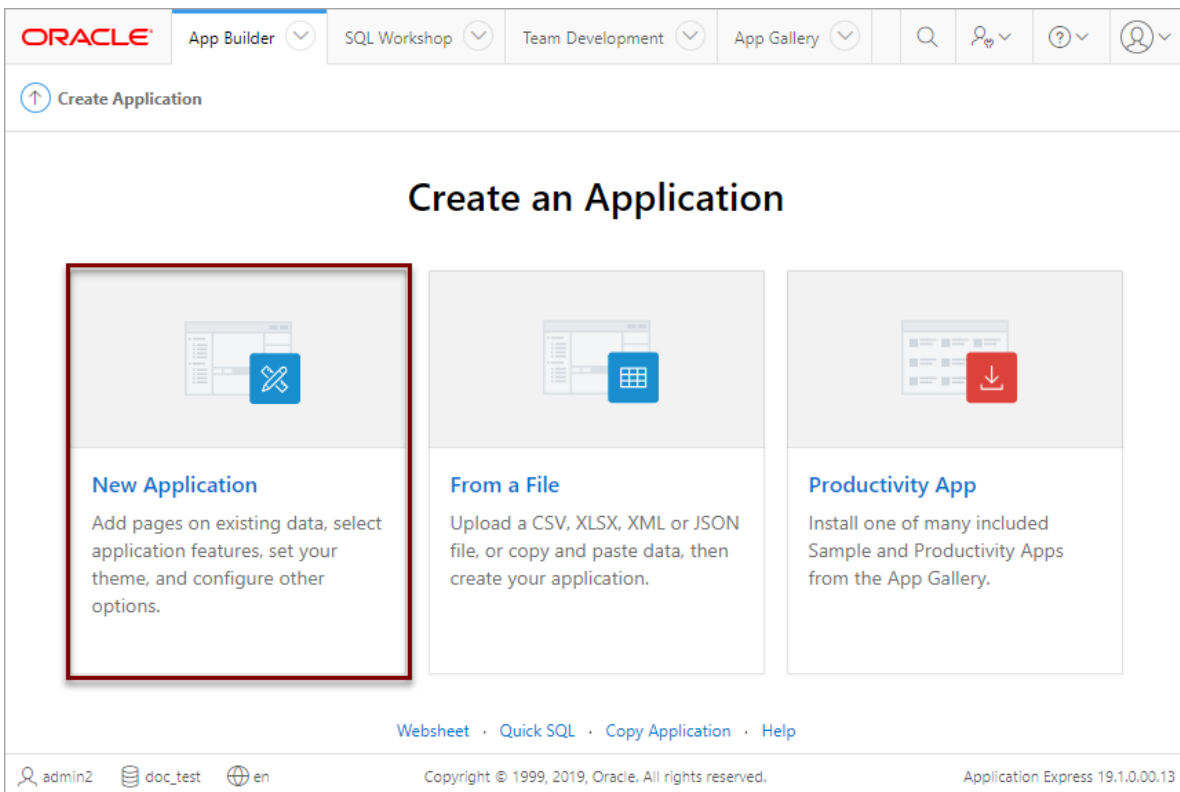 ORACLE App Builder SQL Workshop Team Development App Gallery
Create Application
Create an Application
New Application
Add pages on existing data, select
application features, set your
theme, and configure other
options.
From a File
Upload a CSV, XLSX, XML or JSON
file, or copy and paste data, then
create your application.
Productivity App
Install one of many included
Sample and Productivity Apps
from the App Gallery.
Websheet · Quick SQL · Copy Application · Help
admin2 doc_test en Copyright © 1999, 2019, Oracle. All rights reserved. Application Express 19.1.0.00.13